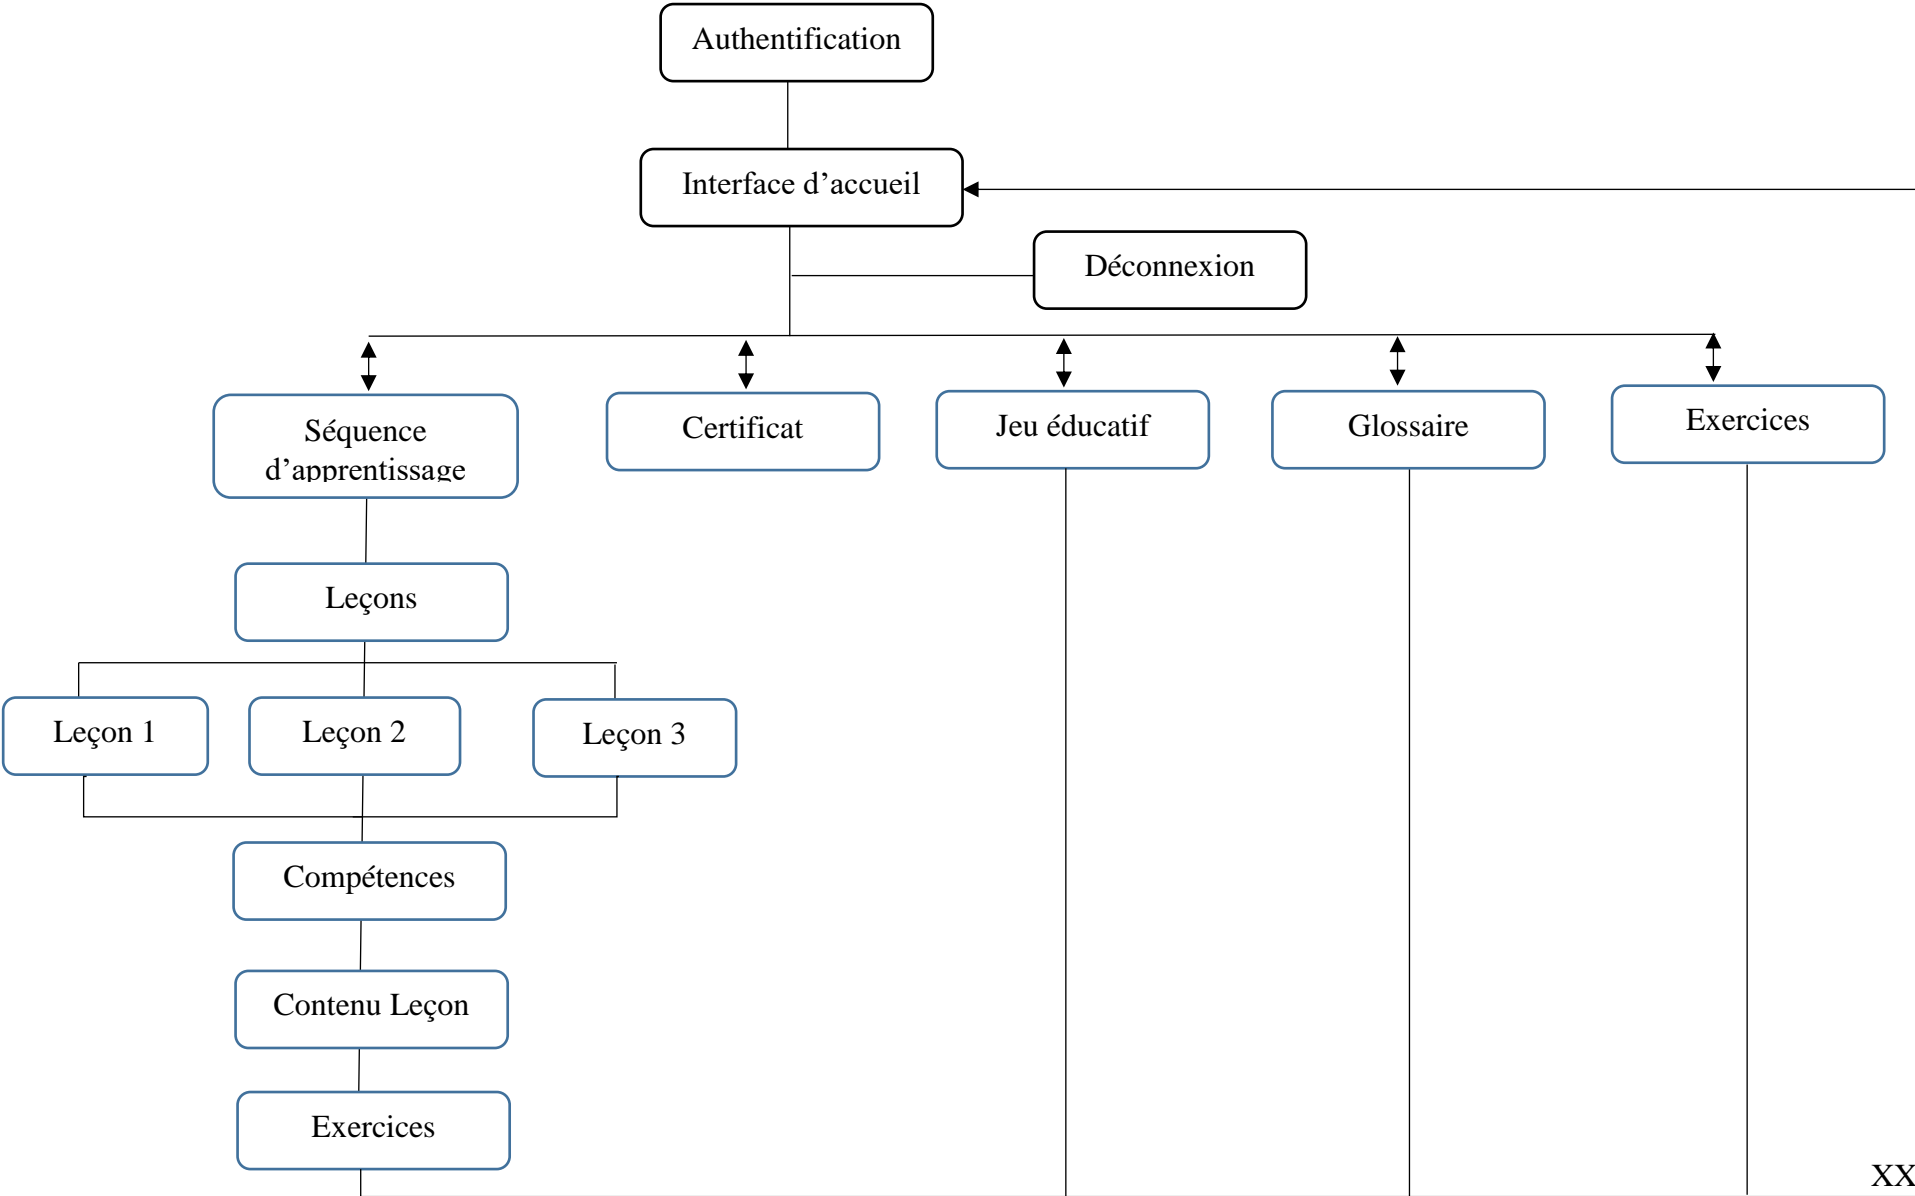 Authentification
Interface d’accueil
Déconnexion
Séquence
d’apprentissage
Certificat
Jeu éducatif
Glossaire
Exercices
Leçons
Leçon 1
Leçon 2
Leçon 3
Compétences
Contenu Leçon
Exercices
XX